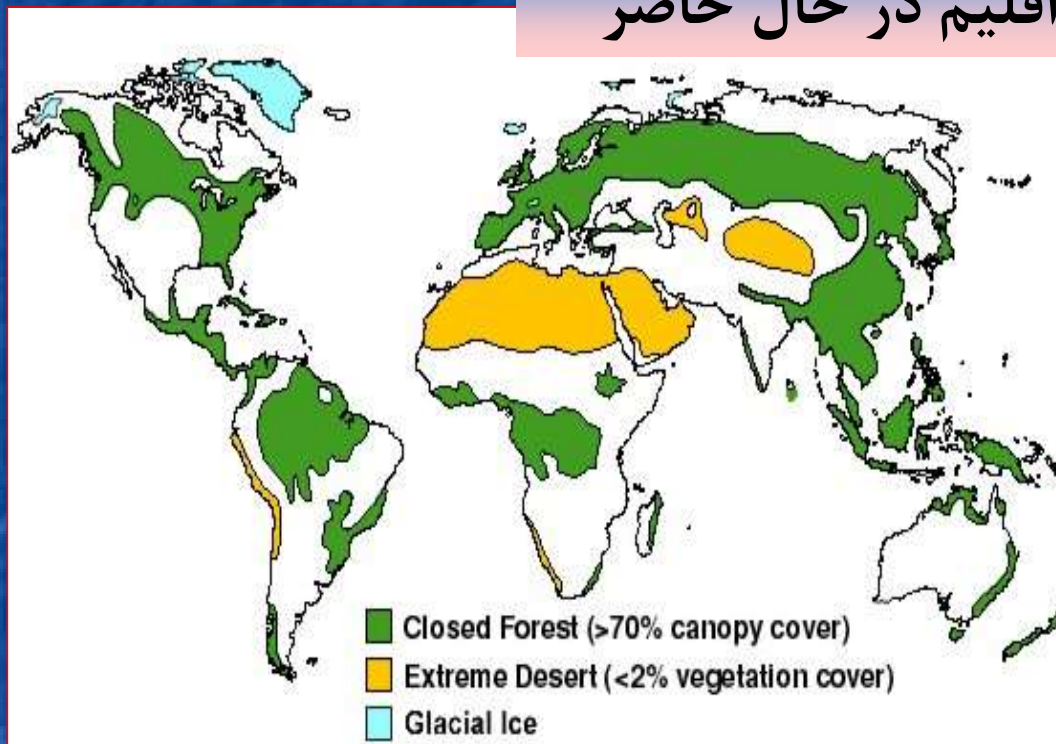 اقلیم در حال حاضر
Closed Forest (>70% canopy cover)
Extreme Desert (<2% vegetation cover)
Glacial Ice